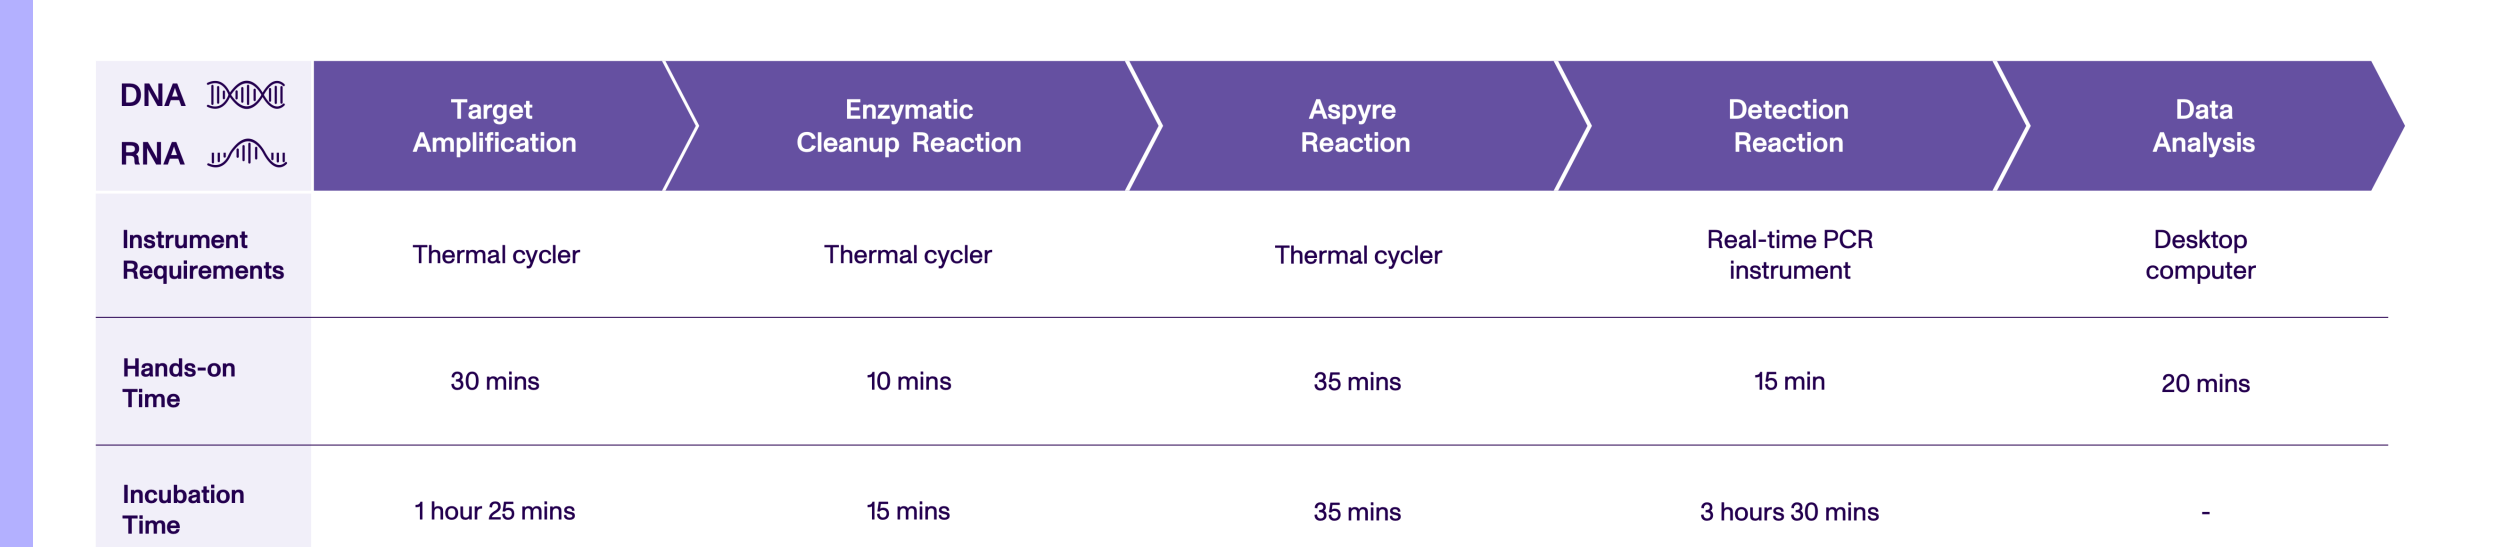 DNA
RNA
Target
Amplification
Enzymatic
Cleanup Reaction
Aspye
Reaction
Detection
Reaction
Data
Analysis
Instrument
Requirements
Thermal cycler
Thermal cycler
Thermal cycler
Real-time PCR
instrument
Desktop
computer
Hands-on
Time
30 mins
10 mins
35 mins
15 min
20 mins
Incubation
Time
1 hour 25 mins
15 mins
35 mins
3 hours 30 mins
-